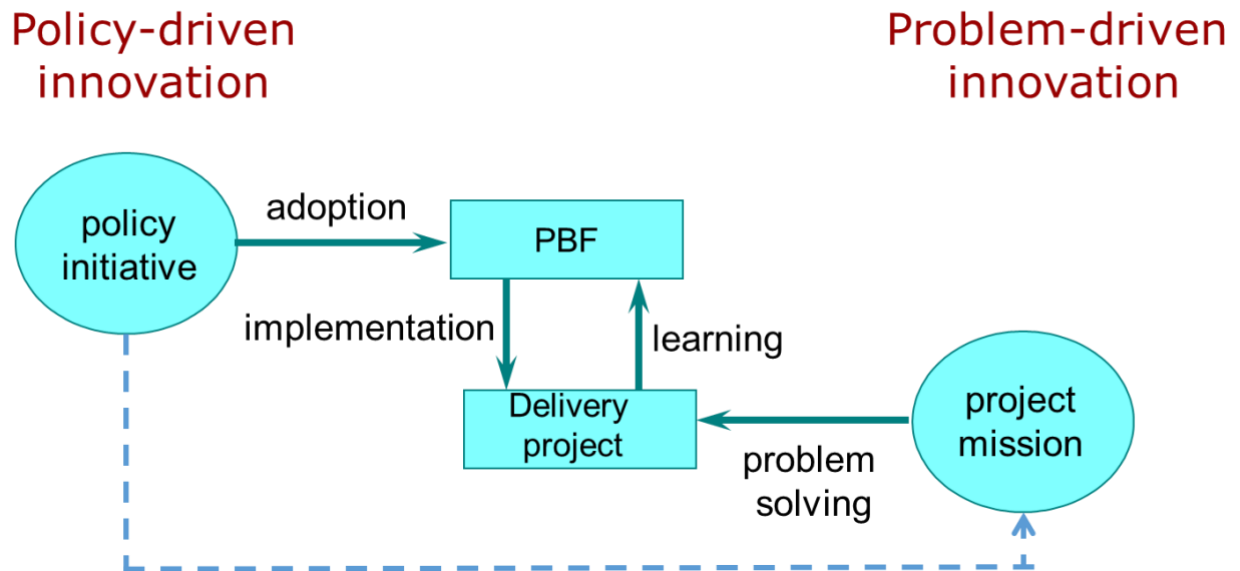 Policy-driven
innovation
Problem-driven
innovation
policy
initiative
adoption
PBF
implementation
learning
Delivery
project
project
mission
problem
solving